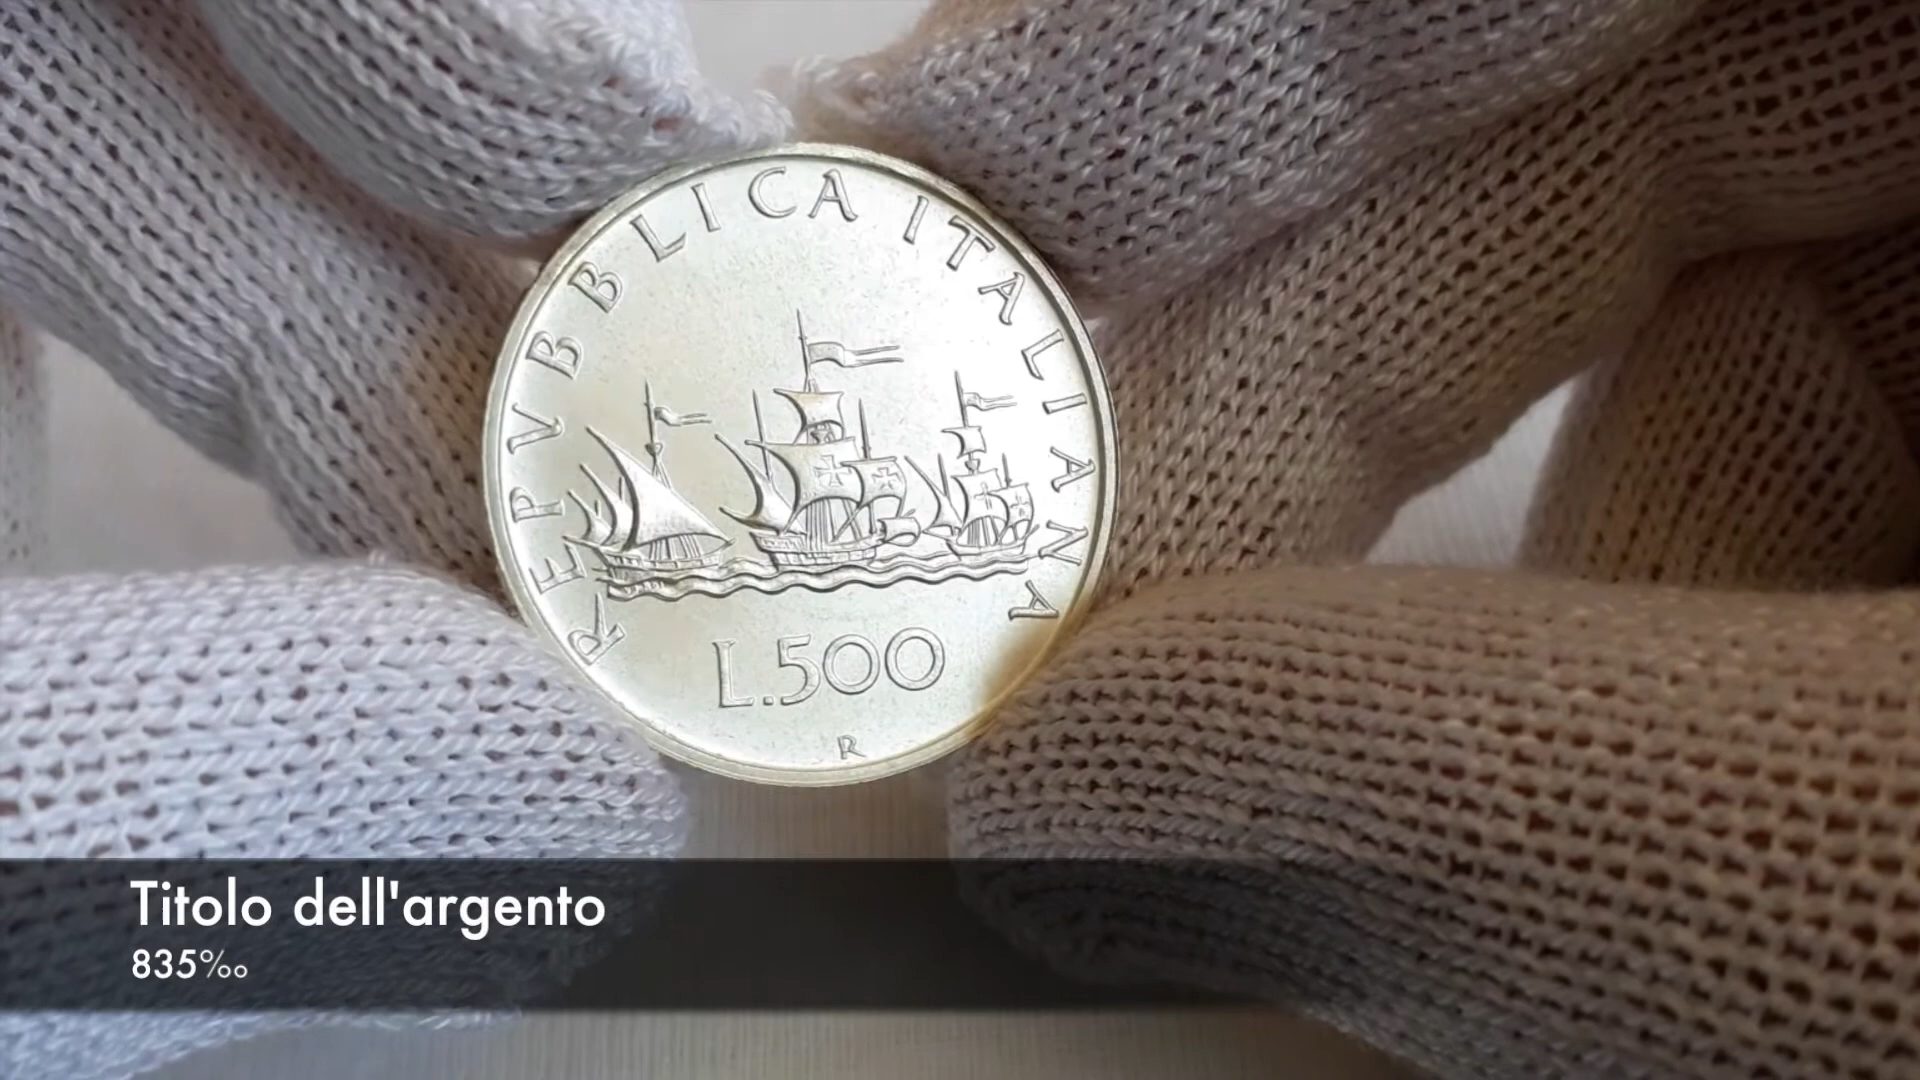 REPVBBLICA ITALIANA
L.500
R
Titolo dell'argento
835‰